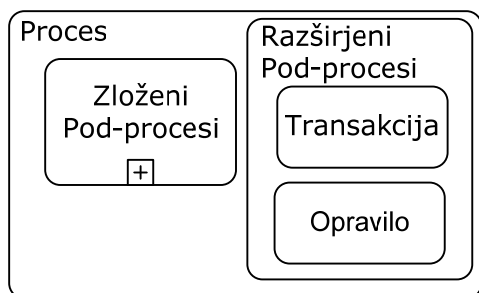 Proces
Zloženi
Pod-procesi
+
Razširjeni
Pod-procesi
Transakcija
Opravilo